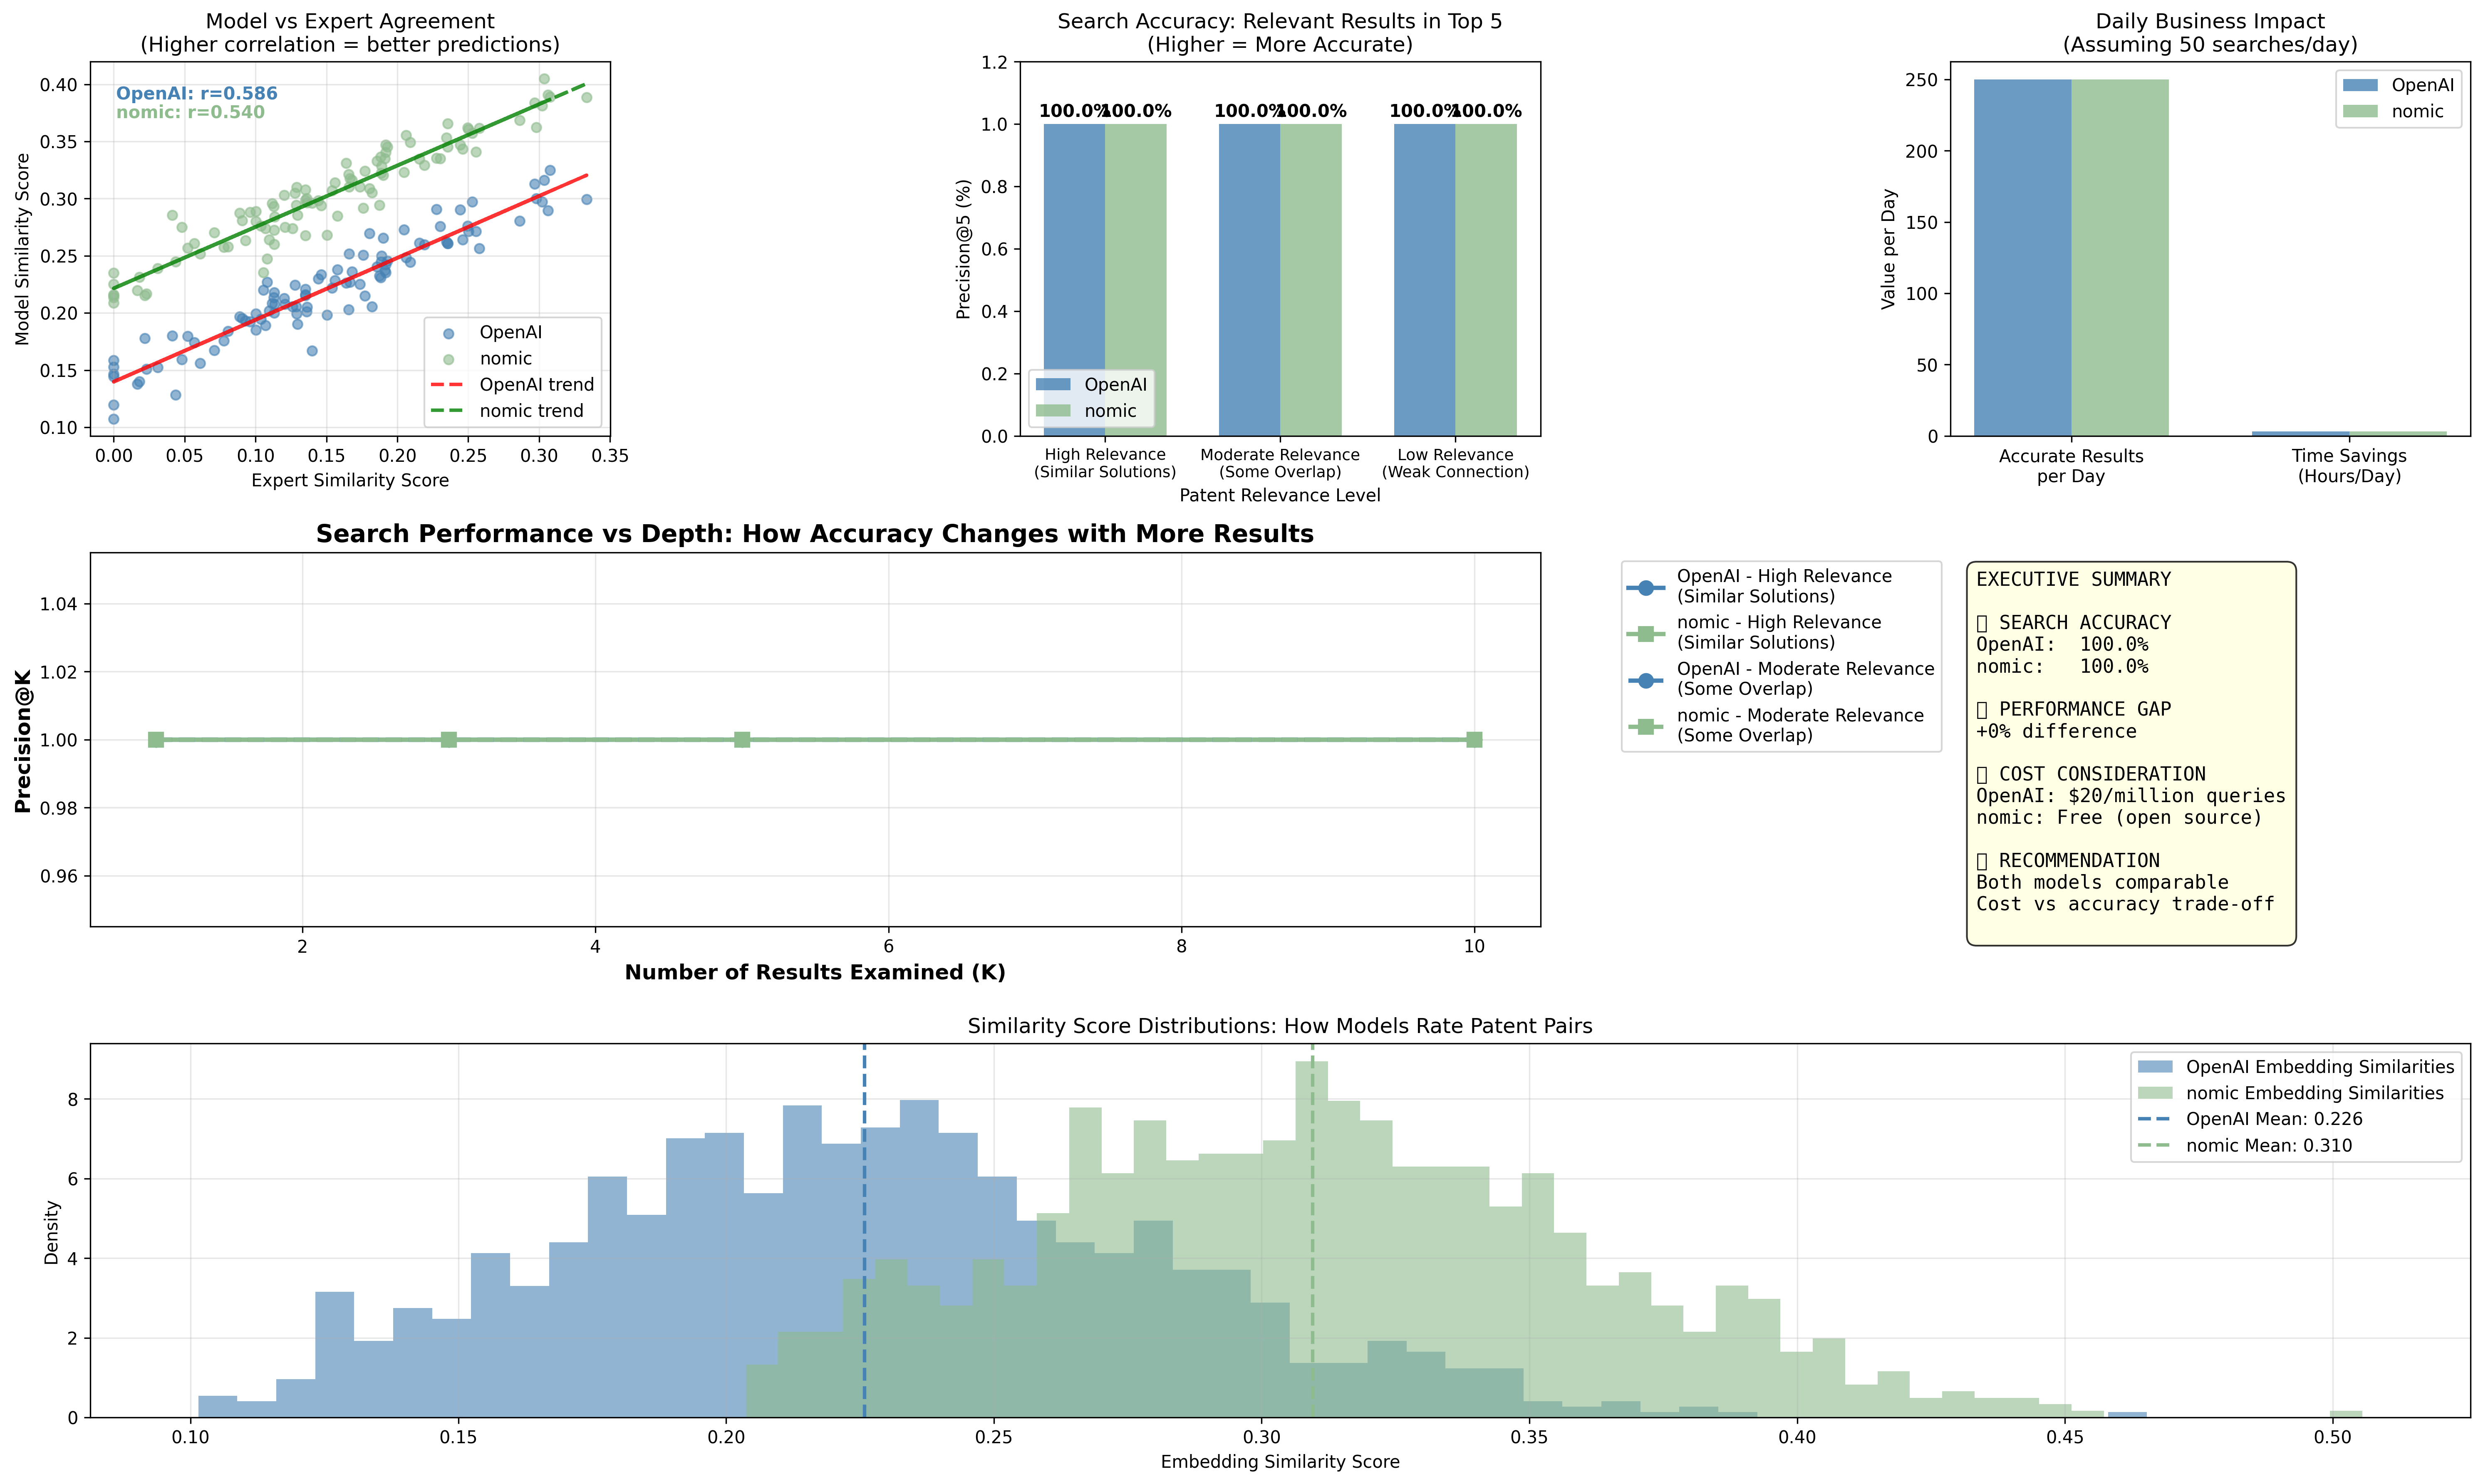 Model vs Expert Agreement
(Higher correlation = better predictions)
OpenAI: r=0.586
nomic: r=0.540
0.40
0.35
0.30
0.25
0.20
0.15
0.10
Model Similarity Score
OpenAI
nomic
OpenAI trend
nomic trend
0.00 0.05 0.10 0.15 0.20 0.25 0.30 0.35
Expert Similarity Score
Search Accuracy: Relevant Results in Top 5
(Higher = More Accurate)
1.2
1.0
0.8
0.6
0.4
0.2
0.0
Precision@5 (%)
100.0% 100.0% 100.0% 100.0% 100.0% 100.0%
OpenAI
nomic
High Relevance
(Similar Solutions)
Moderate Relevance
(Some Overlap)
Low Relevance
(Weak Connection)
Patent Relevance Level
Daily Business Impact
(Assuming 50 searches/day)
250
200
150
100
50
0
Value per Day
OpenAI
nomic
Accurate Results
per Day
Time Savings
(Hours/Day)
Search Performance vs Depth: How Accuracy Changes with More Results
1.04
1.02
1.00
0.98
0.96
Precision@K
2 4 6 8 10
Number of Results Examined (K)
OpenAI - High Relevance
(Similar Solutions)
nomic - High Relevance
(Similar Solutions)
OpenAI - Moderate Relevance
(Some Overlap)
nomic - Moderate Relevance
(Some Overlap)
EXECUTIVE SUMMARY
SEARCH ACCURACY
OpenAI: 100.0%
nomic: 100.0%
PERFORMANCE GAP
+0% difference
COST CONSIDERATION
OpenAI: $20/million queries
nomic: Free (open source)
RECOMMENDATION
Both models comparable
Cost vs accuracy trade-off
Similarity Score Distributions: How Models Rate Patent Pairs
8
6
4
2
0
Density
OpenAI Embedding Similarities
nomic Embedding Similarities
OpenAI Mean: 0.226
nomic Mean: 0.310
0.10 0.15 0.20 0.25 0.30 0.35 0.40 0.45 0.50
Embedding Similarity Score